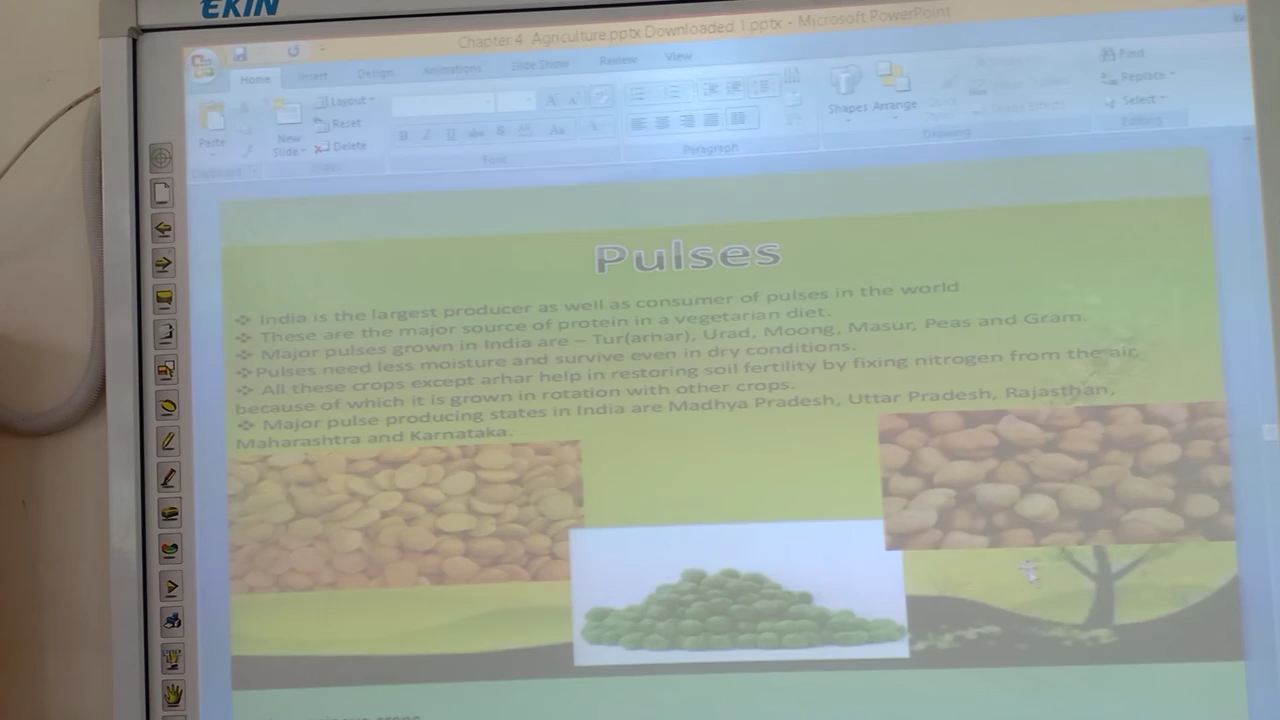 EKIN
Chapter 4 Agriculture.pptx Downloaded 1.pptx - Microsoft PowerPoint
Home Insert Design Animations Slide Show Review View
Paste
New
Slide
Layout
Reset
Delete
Font
Paragraph
Shapes Arrange
Drawing
Find
Replace
Select
Editing
Pulses
❖ India is the largest producer as well as consumer of pulses in the world
❖ These are the major source of protein in a vegetarian diet.
❖ Major pulses grown in India are – Tur(arhar), Urad, Moong, Masur, Peas and Gram.
❖Pulses need less moisture and survive even in dry conditions.
❖ All these crops except arhar help in restoring soil fertility by fixing nitrogen from the air,
because of which it is grown in rotation with other crops.
❖ Major pulse producing states in India are Madhya Pradesh, Uttar Pradesh, Rajasthan,
Maharashtra and Karnataka.